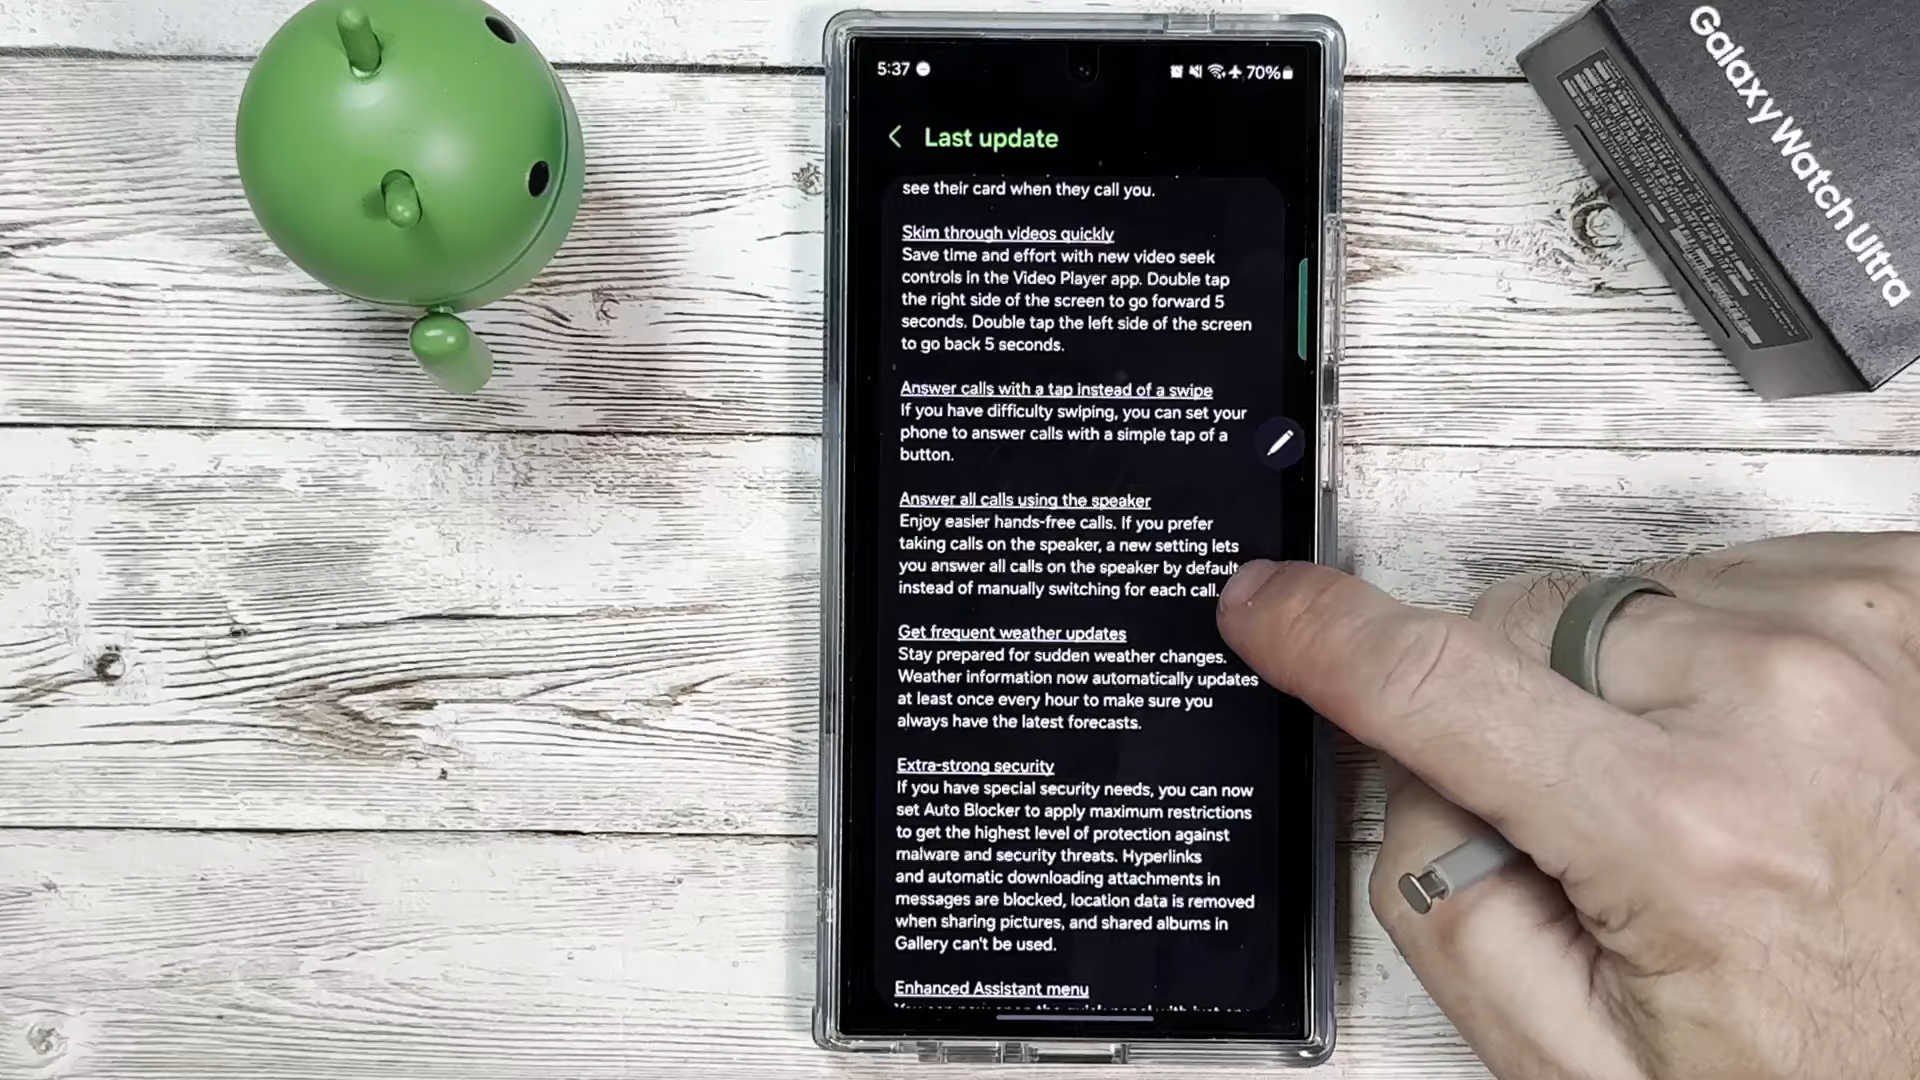 5:37
70%
Last update
see their card when they call you.
Skim through videos quickly
Save time and effort with new video seek
controls in the Video Player app. Double tap
the right side of the screen to go forward 5
seconds. Double tap the left side of the screen
to go back 5 seconds.
Answer calls with a tap instead of a swipe
If you have difficulty swiping, you can set your
phone to answer calls with a simple tap of a
button.
Answer all calls using the speaker
Enjoy easier hands-free calls. If you prefer
taking calls on the speaker, a new setting lets
you answer all calls on the speaker by default
instead of manually switching for each call.
Get frequent weather updates
Stay prepared for sudden weather changes.
Weather information now automatically updates
at least once every hour to make sure you
always have the latest forecasts.
Extra-strong security
If you have special security needs, you can now
set Auto Blocker to apply maximum restrictions
to get the highest level of protection against
malware and security threats. Hyperlinks
and automatic downloading attachments in
messages are blocked, location data is removed
when sharing pictures, and shared albums in
Gallery can't be used.
Enhanced Assistant menu
Galaxy Watch Ultra